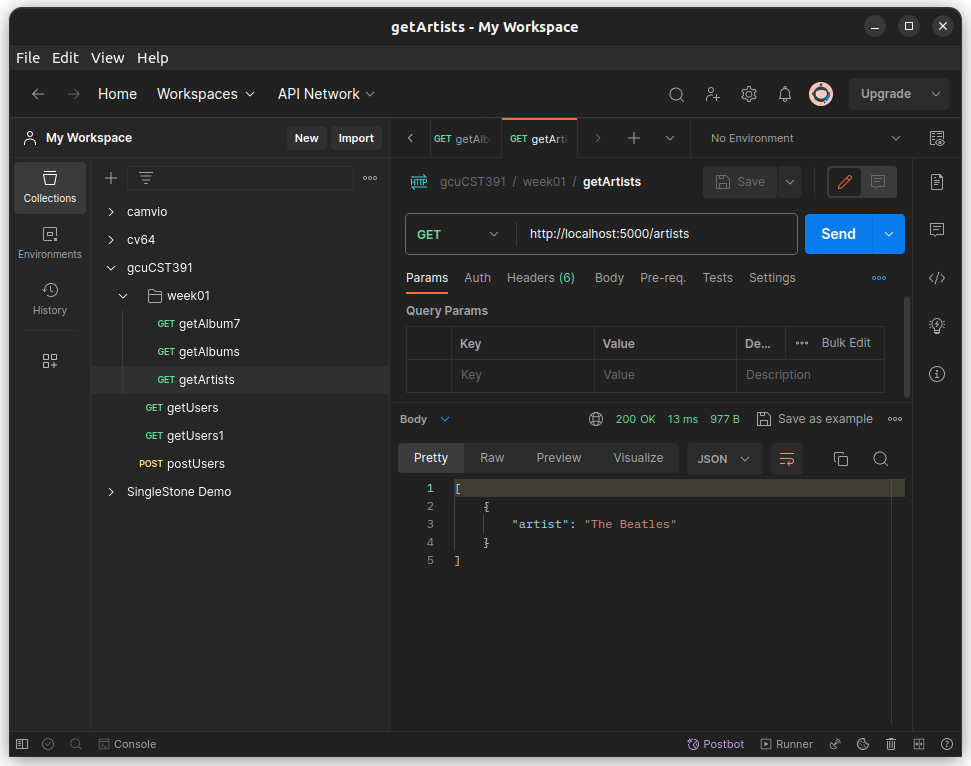 getArtists - My Workspace
File Edit View Help
Home Workspaces API Network Upgrade
My Workspace New Import
GET getAlb GET getArti No Environment
Collections
Environments
History
camvio
cv64
gcuCST391
week01
GET getAlbum7
GET getAlbums
GET getArtists
GET getUsers
GET getUsers1
POST postUsers
SingleStone Demo
HTTP gcuCST391 / week01 / getArtists Save
GET http://localhost:5000/artists Send
Params Auth Headers (6) Body Pre-req. Tests Settings
Query Params
Key Value De... Bulk Edit
Key Value Description
Body 200 OK 13 ms 977 B Save as example
Pretty Raw Preview Visualize JSON
1 [
2 {
3 "artist": "The Beatles"
4 }
5 ]
Console Postbot Runner